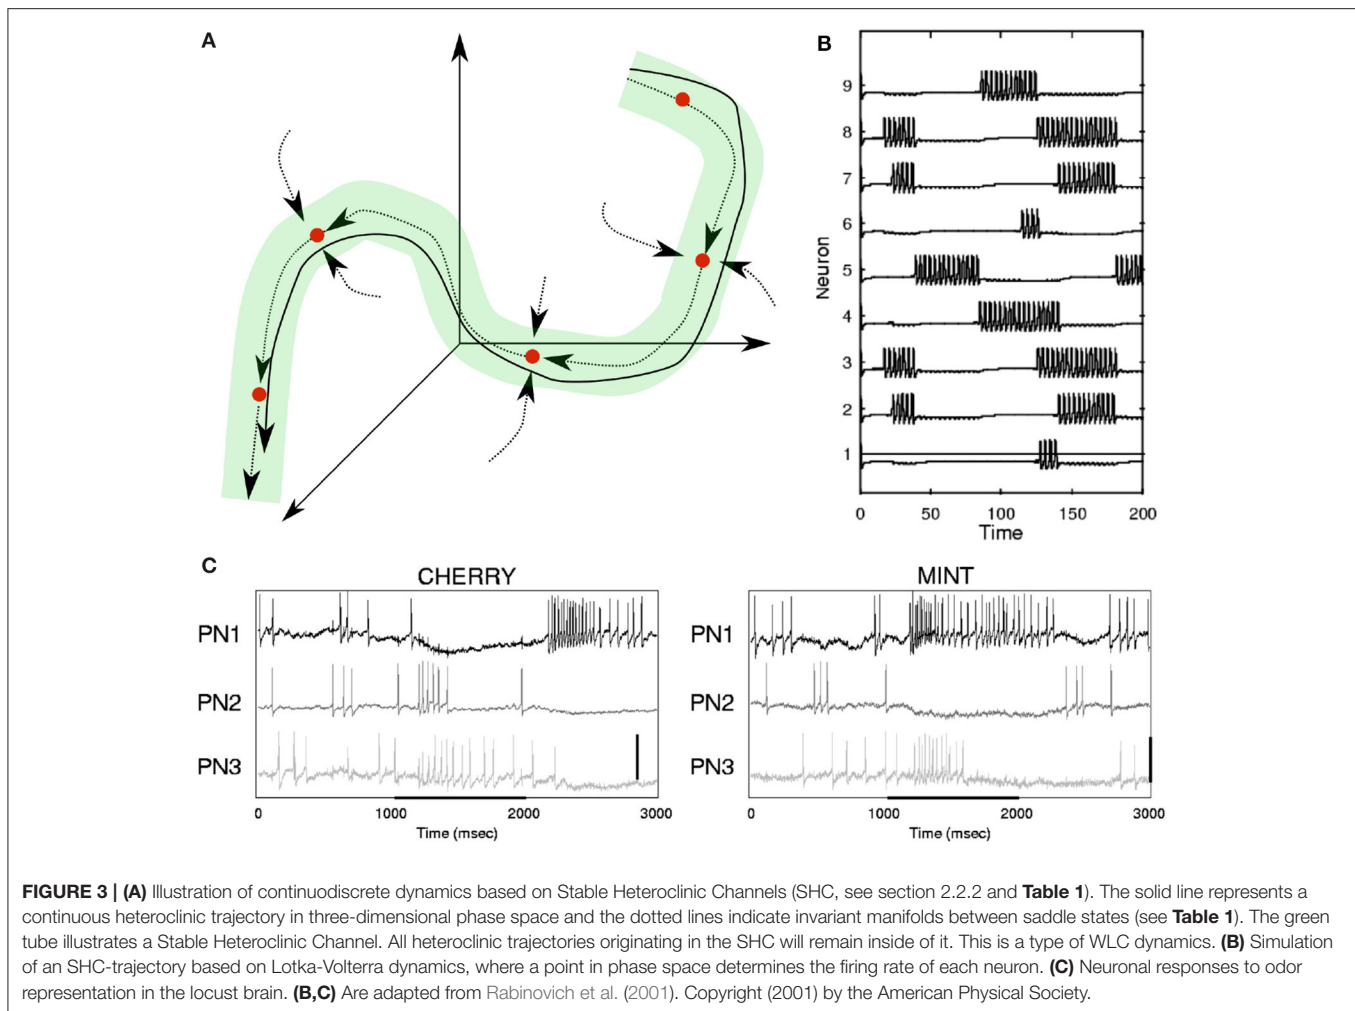 A
B
9
8
7
6
5
4
3
2
1
Neuron
0 50 100 150 200
Time
C
CHERRY
PN1
PN2
PN3
0 1000 2000 3000
Time (msec)
MINT
PN1
PN2
PN3
0 1000 2000 3000
Time (msec)
FIGURE 3 | (A) Illustration of continuodiscrete dynamics based on Stable Heteroclinic Channels (SHC, see section 2.2.2 and Table 1). The solid line represents a
continuous heteroclinic trajectory in three-dimensional phase space and the dotted lines indicate invariant manifolds between saddle states (see Table 1). The green
tube illustrates a Stable Heteroclinic Channel. All heteroclinic trajectories originating in the SHC will remain inside of it. This is a type of WLC dynamics. (B) Simulation
of an SHC-trajectory based on Lotka-Volterra dynamics, where a point in phase space determines the firing rate of each neuron. (C) Neuronal responses to odor
representation in the locust brain. (B,C) Are adapted from Rabinovich et al. (2001). Copyright (2001) by the American Physical Society.